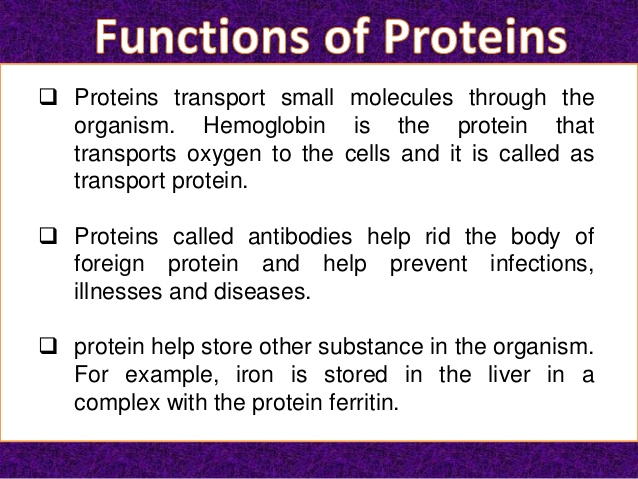 Functions of Proteins
❑ Proteins transport small molecules through the
organism. Hemoglobin is the protein that
transports oxygen to the cells and it is called as
transport protein.
❑ Proteins called antibodies help rid the body of
foreign protein and help prevent infections,
illnesses and diseases.
❑ protein help store other substance in the organism.
For example, iron is stored in the liver in a
complex with the protein ferritin.